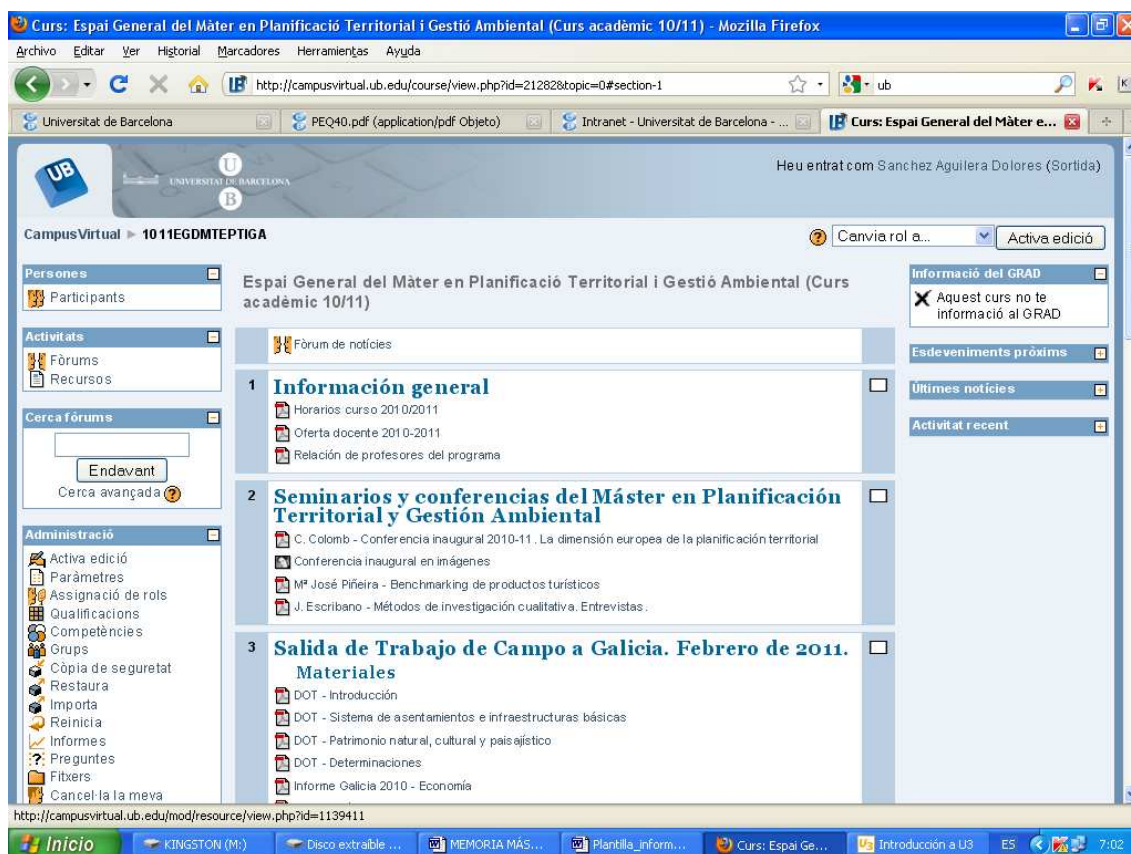 Curs: Espai General del Màter en Planificació Territorial i Gestió Ambiental (Curs acadèmic 10/11) - Mozilla Firefox
Archivo Editar Ver Historial Marcadores Herramientas Ayuda
http://campusvirtual.ub.edu/course/view.php?id=21282&topic=0#section-1
ub
Universitat de Barcelona
PEQ40.pdf (application/pdf Objeto)
Intranet - Universitat de Barcelona - ...
Curs: Espai General del Màter e...
UB
UNIVERSITAT DE BARCELONA
U
B
Heu entrat com Sanchez Aguilera Dolores (Sortida)
CampusVirtual ► 1011EGDMTEPTIGA
Canvia rol a...
Activa edició
Persones
Participants
Activitats
Fòrums
Recursos
Cerca fòrums
Endavant
Cerca avançada
Administració
Activa edició
Paràmetres
Assignació de rols
Qualificacions
Competències
Grups
Còpia de seguretat
Restaura
Importa
Reinicia
Informes
Preguntes
Fitxers
Cancel·la la meva
Espai General del Màter en Planificació Territorial i Gestió Ambiental (Curs
acadèmic 10/11)
Fòrum de notícies
1 Información general
Horarios curso 2010/2011
Oferta docente 2010-2011
Relación de profesores del programa
2 Seminarios y conferencias del Máster en Planificación
Territorial y Gestión Ambiental
C. Colomb - Conferencia inaugural 2010-11. La dimensión europea de la planificación territorial
Conferencia inaugural en imágenes
Mª José Piñeira - Benchmarking de productos turísticos
J. Escribano - Métodos de investigación cualitativa. Entrevistas.
3 Salida de Trabajo de Campo a Galicia. Febrero de 2011.
Materiales
DOT - Introducción
DOT - Sistema de asentamientos e infraestructuras básicas
DOT - Patrimonio natural, cultural y paisajístico
DOT - Determinaciones
Informe Galicia 2010 - Economía
Informació del GRAD
Aquest curs no te
informació al GRAD
Esdeveniments pròxims
Últimes notícies
Activitat recent
http://campusvirtual.ub.edu/mod/resource/view.php?id=1139411
Inicio
KINGSTON (M:)
Disco extraíble ...
MEMORIA MÁS...
Plantilla_inform...
Curs: Espai Ge...
Introducción a U3
ES
7:02